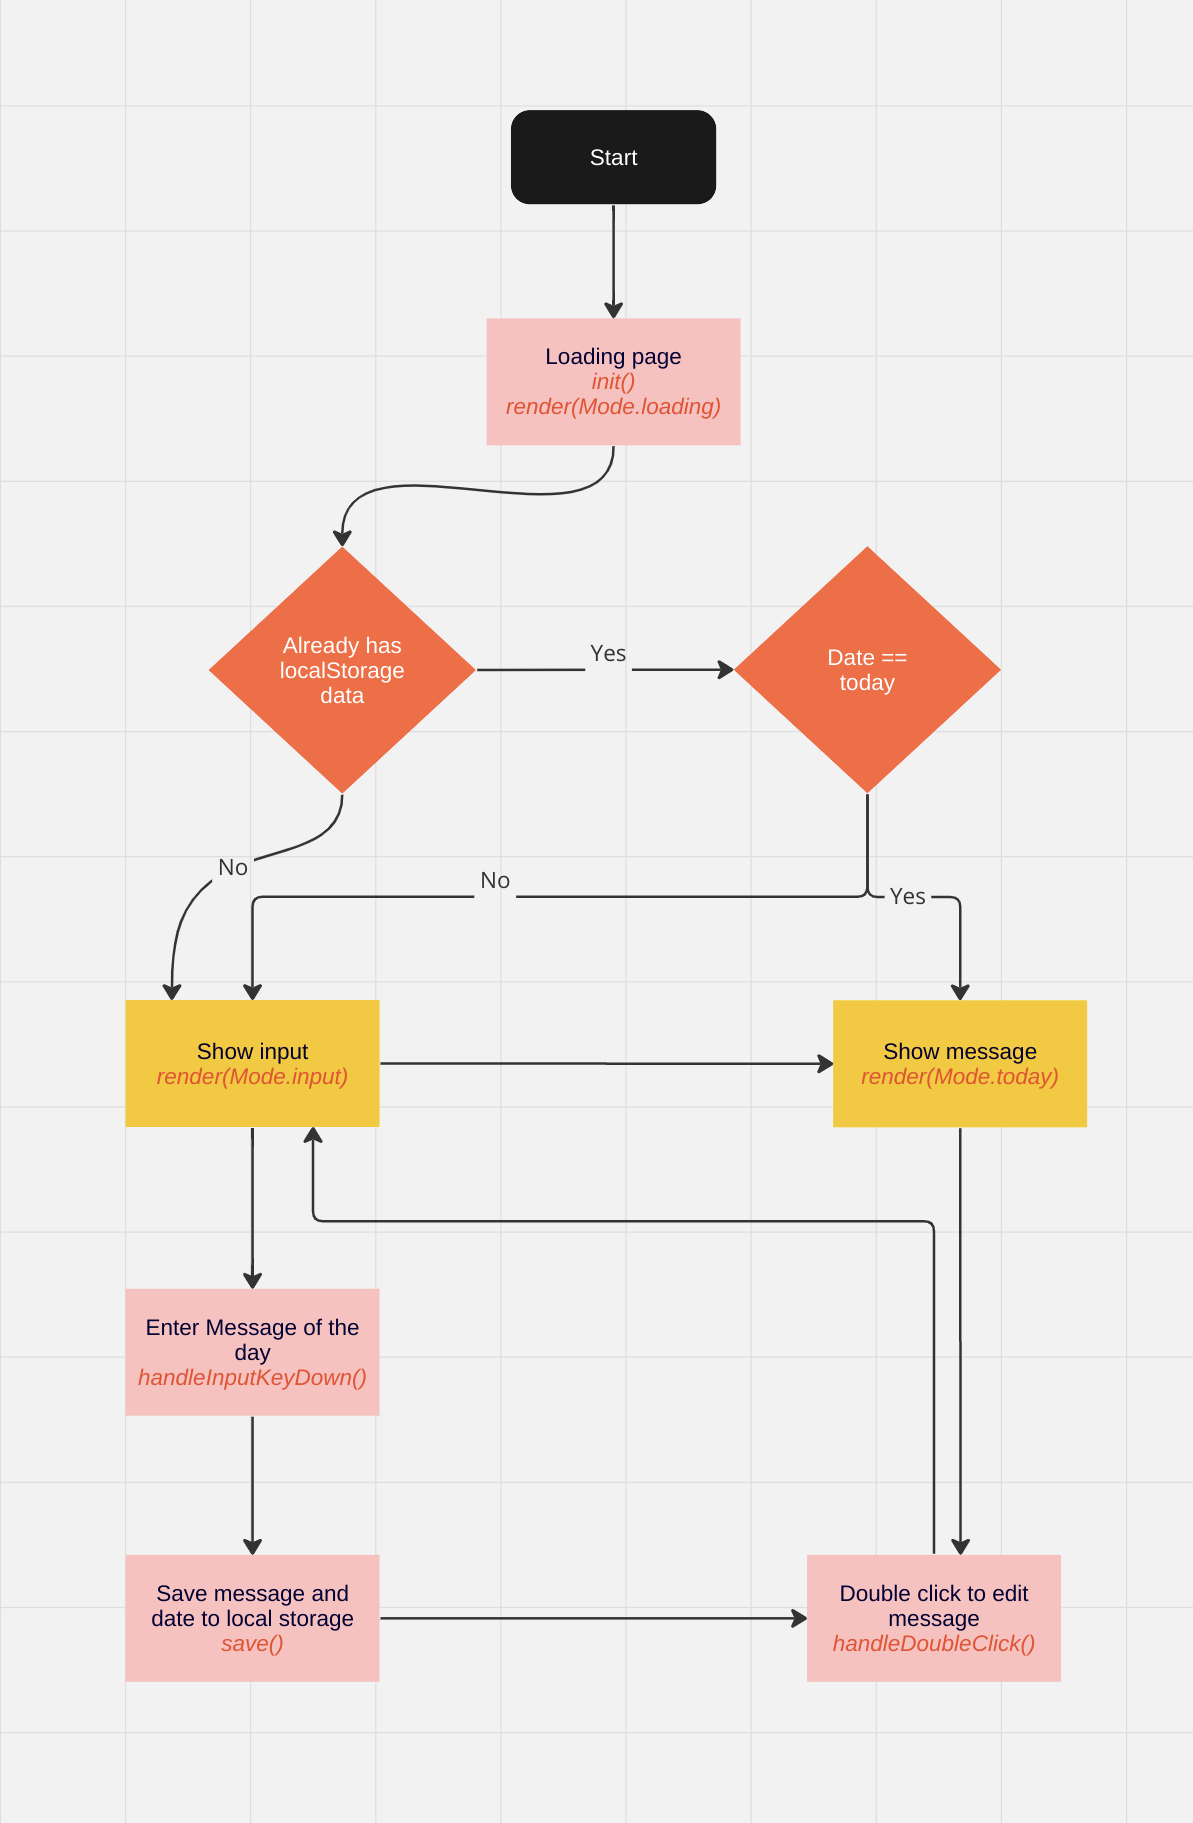 Start
Loading page
init()
render(Mode.loading)
Already has
localStorage
data
Yes
Date ==
today
No
No
Yes
Show input
render(Mode.input)
Show message
render(Mode.today)
Enter Message of the
day
handleInputKeyDown()
Save message and
date to local storage
save()
Double click to edit
message
handleDoubleClick()